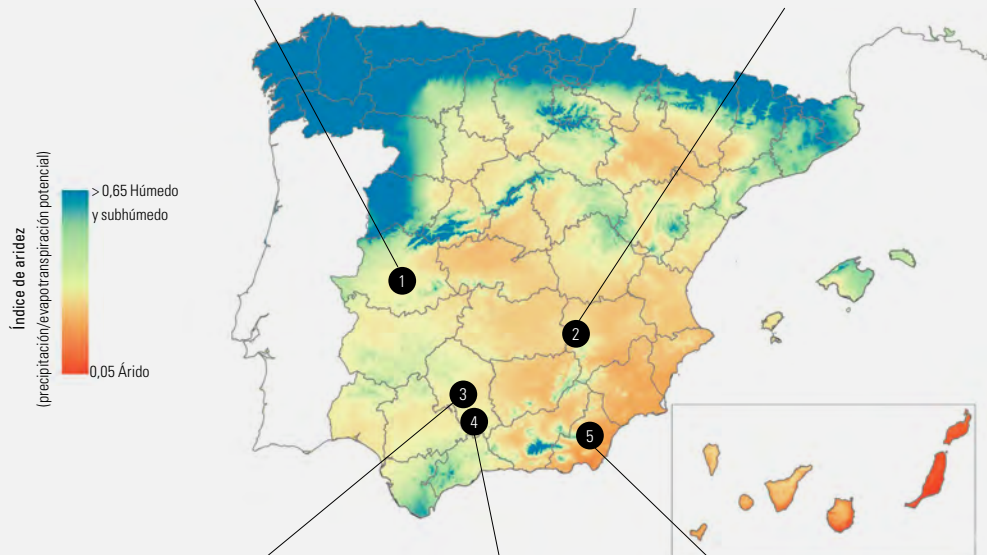 Índice de aridez
(precipitación/evapotranspiración potencial)
> 0,65 Húmedo
y subhúmedo
0,05 Árido
1
2
3
4
5